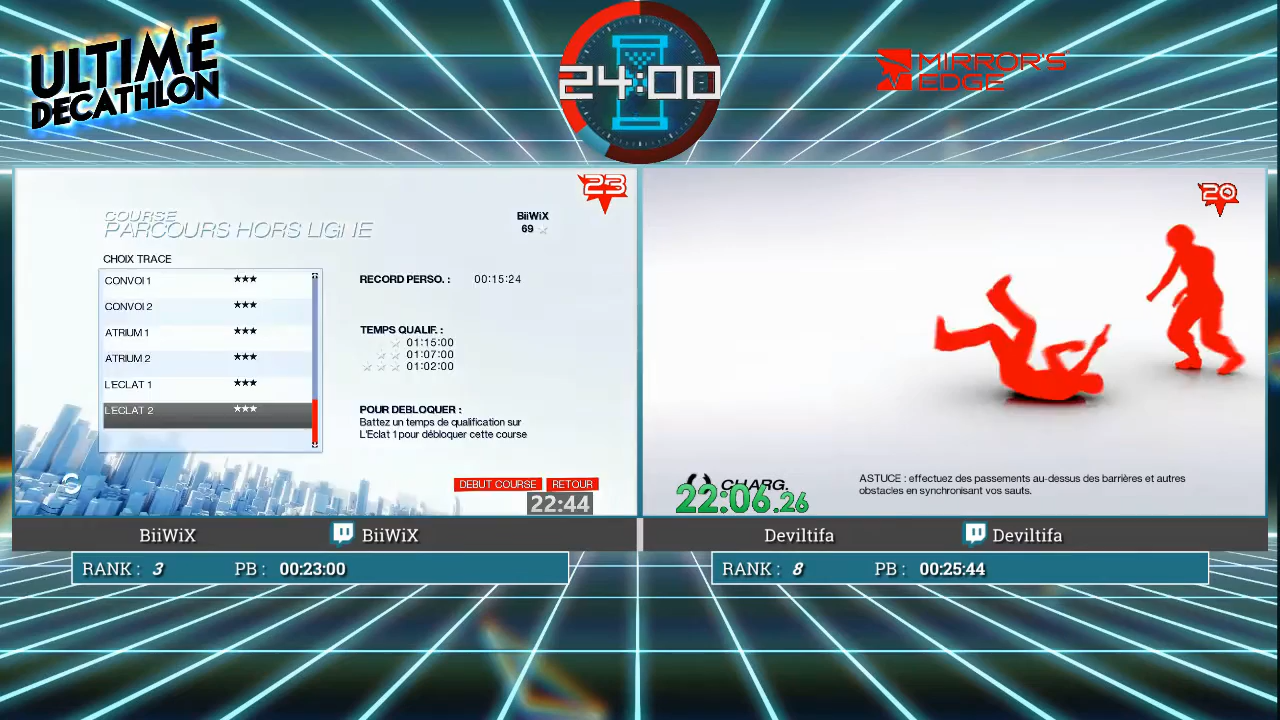 ULTIME
DECATHLON
24:00
MIRROR'S
EDGE
23
COURSE
PARCOURS HORS LIGNE
BiiWiX
69
CHOIX TRACE
CONVOI 1 ★★★
CONVOI 2 ★★★
ATRIUM 1 ★★★
ATRIUM 2 ★★★
L'ECLAT 1 ★★★
L'ECLAT 2 ★★★
RECORD PERSO. : 00:15:24
TEMPS QUALIF. :
01:15:00
01:07:00
01:02:00
POUR DEBLOQUER :
Battez un temps de qualification sur
L'Eclat 1 pour débloquer cette course
DEBUT COURSE RETOUR
22:44
20
CHARG.
22:06.26
ASTUCE : effectuez des passements au-dessus des barrières et autres
obstacles en synchronisant vos sauts.
BiiWiX BiiWiX
RANK : 3 PB : 00:23:00
Deviltifa Deviltifa
RANK : 8 PB : 00:25:44